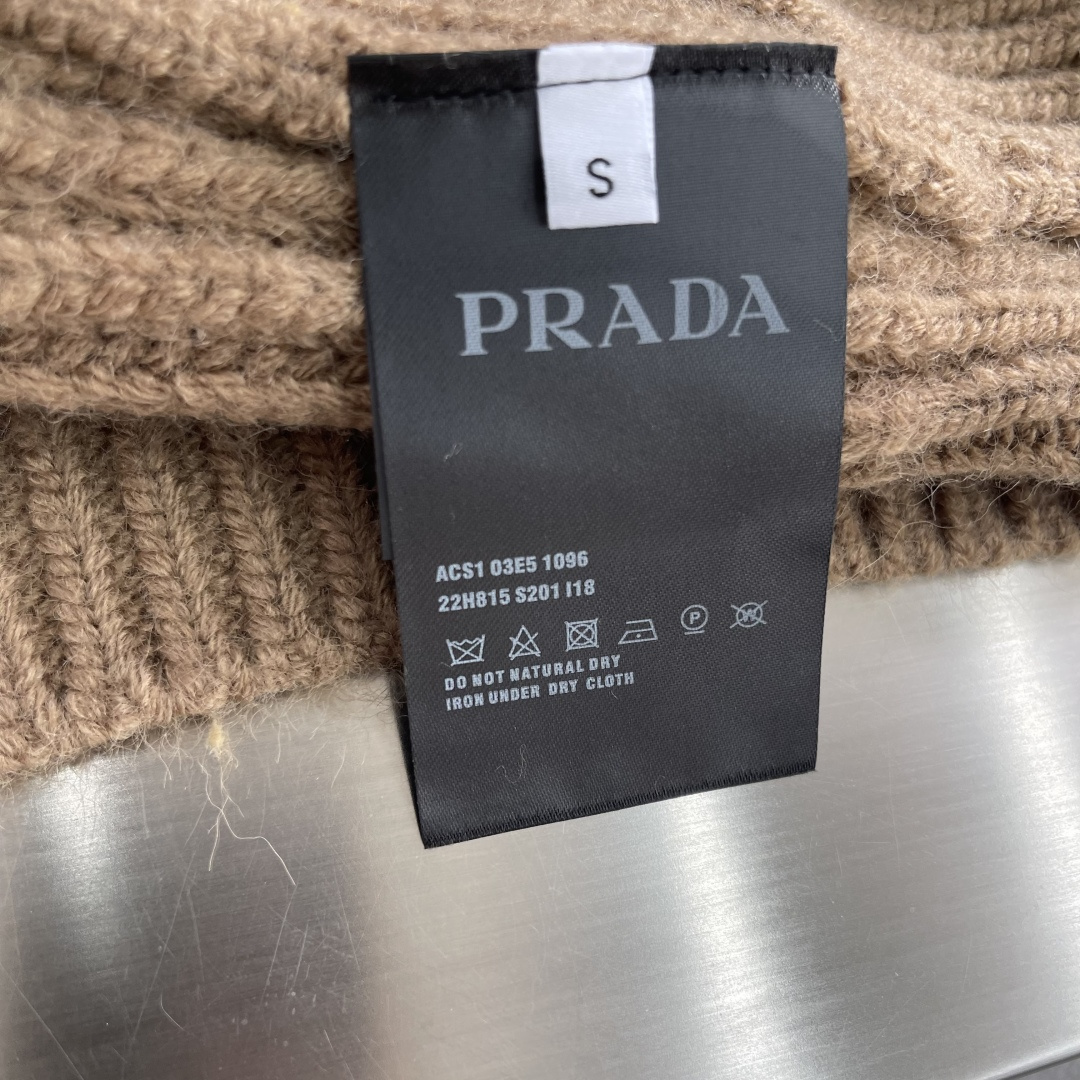 S
PRADA
ACS1 03E5 1096
22H815 S201 I18
P W
DO NOT NATURAL DRY
IRON UNDER DRY CLOTH